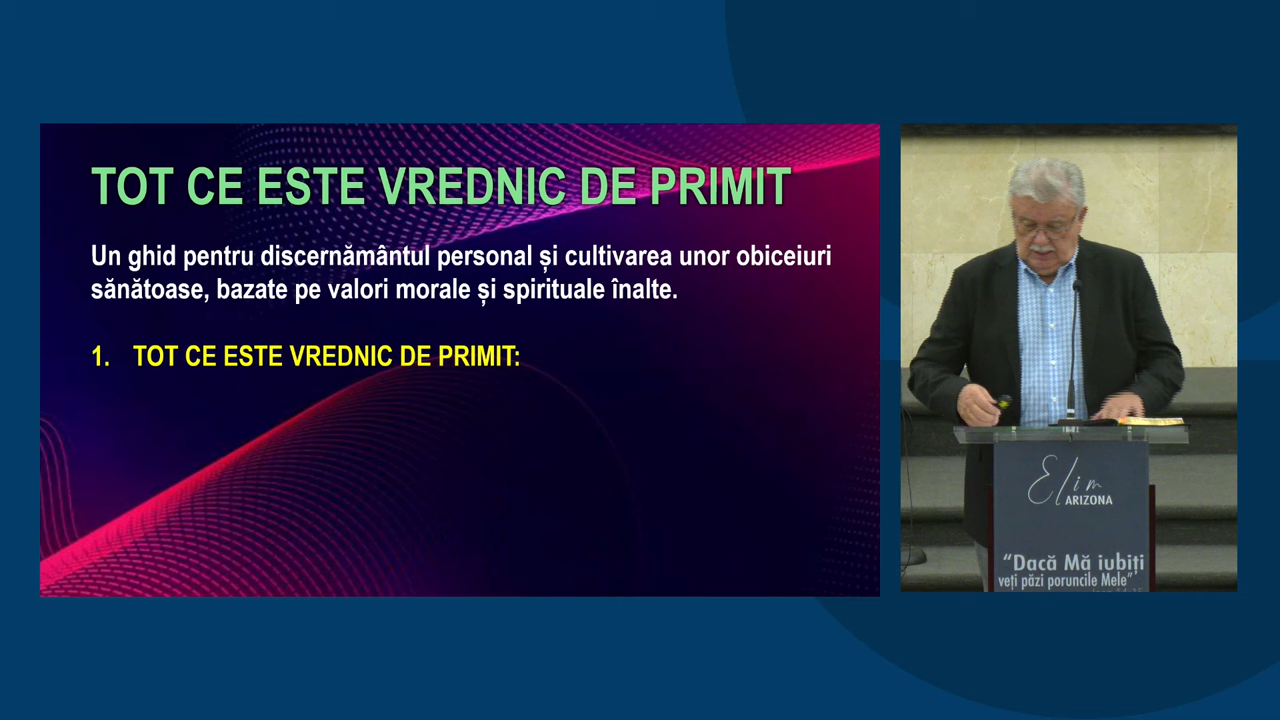 TOT CE ESTE VREDNIC DE PRIMIT
Un ghid pentru discernământul personal și cultivarea unor obiceiuri
sănătoase, bazate pe valori morale și spirituale înalte.
1. TOT CE ESTE VREDNIC DE PRIMIT:
Elim
ARIZONA
“Dacă Mă iubiți
veți păzi poruncile Mele”